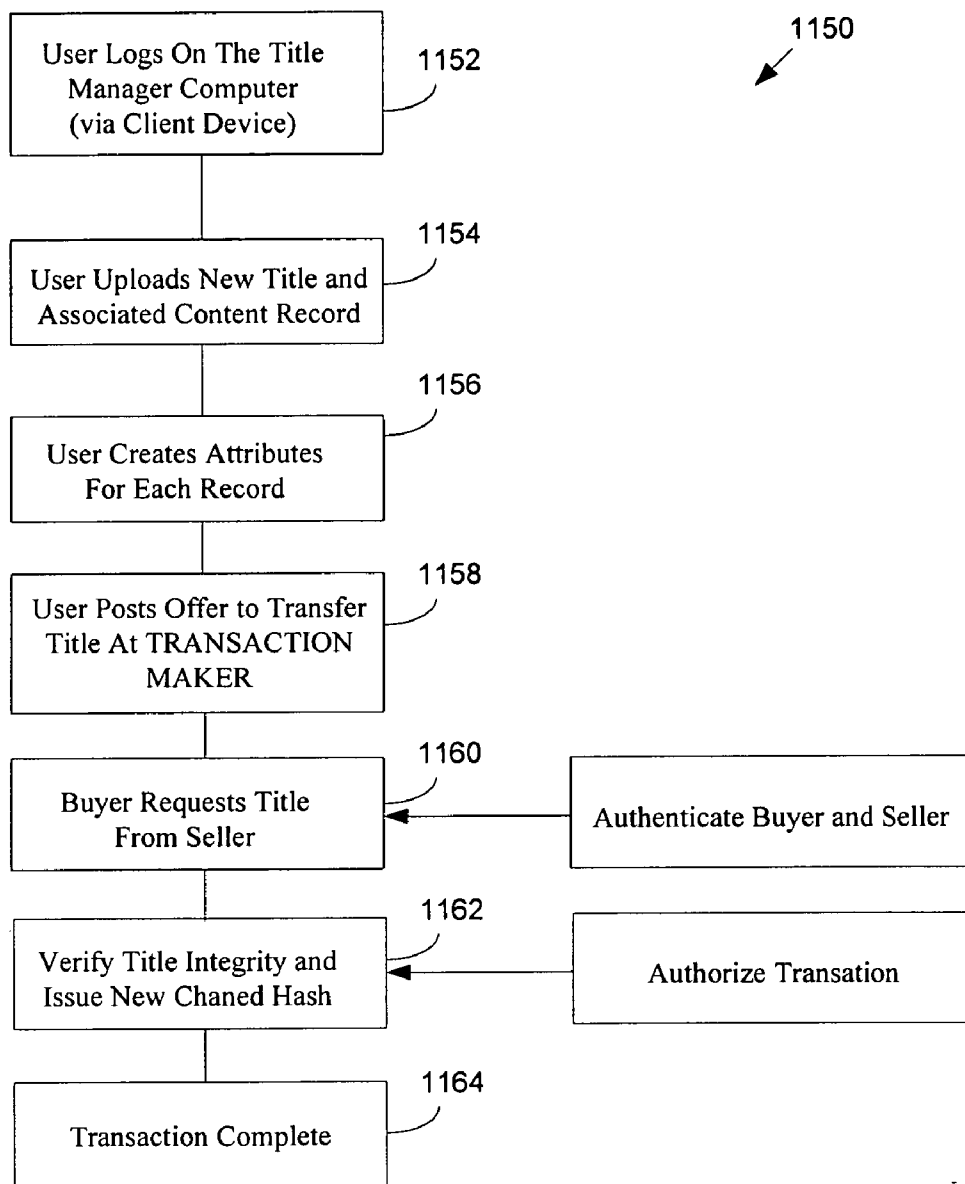 1150
User Logs On The Title
Manager Computer
(via Client Device)
1152
User Uploads New Title and
Associated Content Record
1154
User Creates Attributes
For Each Record
1156
User Posts Offer to Transfer
Title At TRANSACTION
MAKER
1158
Buyer Requests Title
From Seller
1160
Authenticate Buyer and Seller
Verify Title Integrity and
Issue New Chaned Hash
1162
Authorize Transation
Transaction Complete
1164